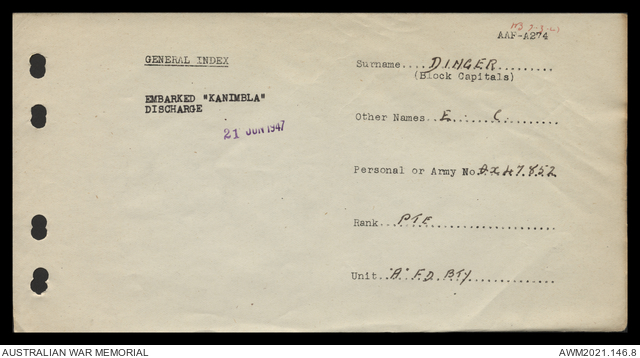 AAF-A274
GENERAL INDEX
Surname....DINGER.........
(Block Capitals)
EMBARKED "KANIMBLA"
DISCHARGE
21 JUN 1947
Other Names..E....C.........
Personal or Army No. 47852
Rank...PTE..................
Unit..."A" F.D. BTY..............
AUSTRALIAN WAR MEMORIAL
AWM2021.146.8